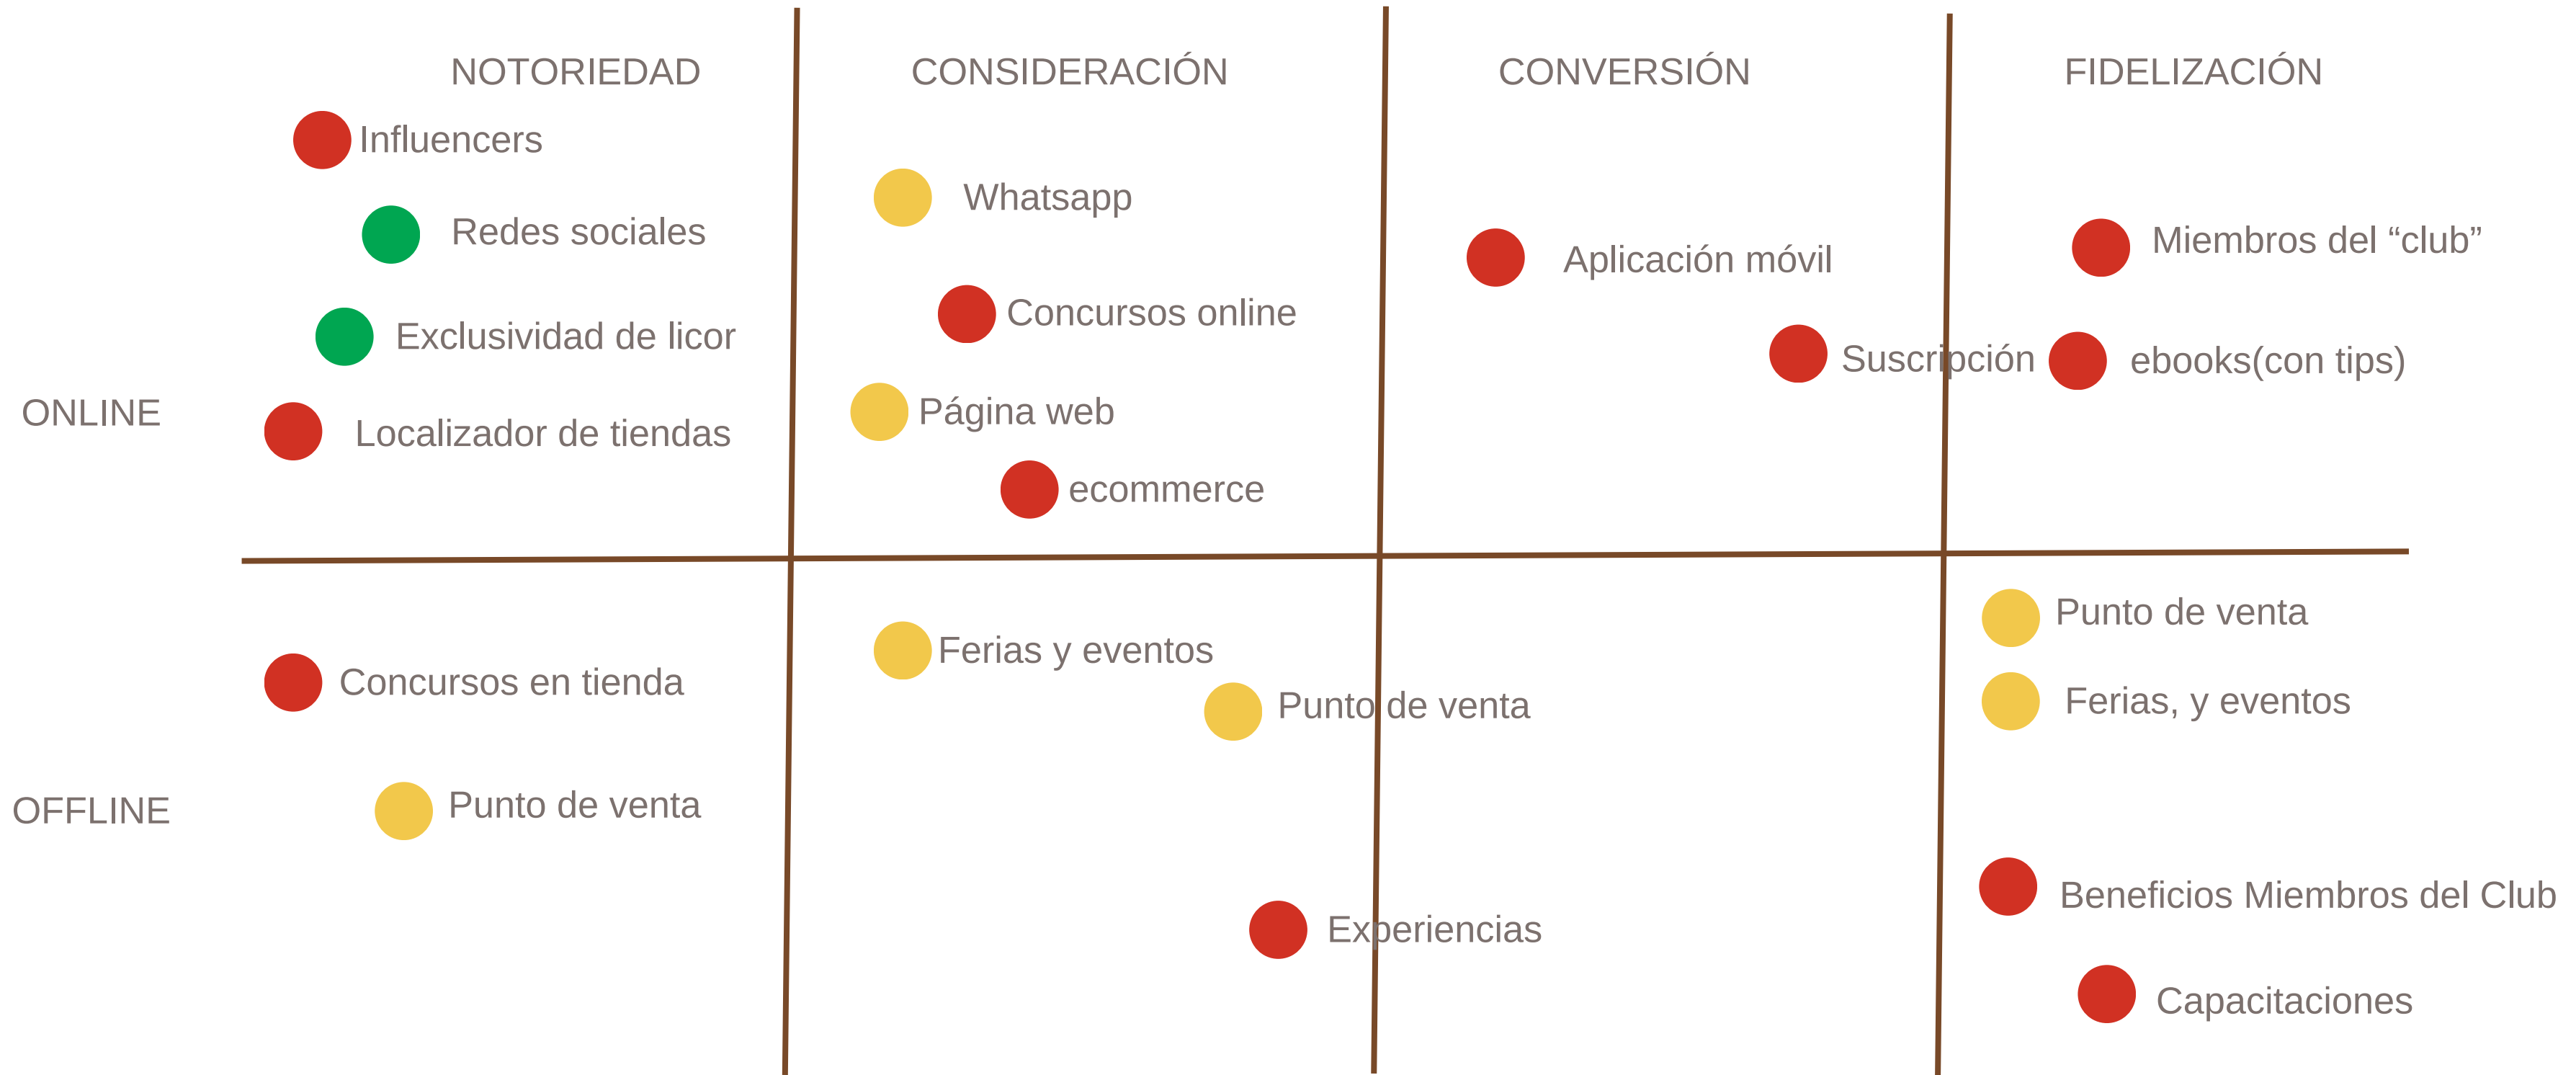 NOTORIEDAD
CONSIDERACIÓN
CONVERSIÓN
FIDELIZACIÓN
ONLINE
Influencers
Redes sociales
Exclusividad de licor
Localizador de tiendas
Whatsapp
Concursos online
Página web
ecommerce
Aplicación móvil
Suscripción
Miembros del “club”
ebooks(con tips)
OFFLINE
Concursos en tienda
Punto de venta
Ferias y eventos
Punto de venta
Experiencias
Punto de venta
Ferias, y eventos
Beneficios Miembros del Club
Capacitaciones